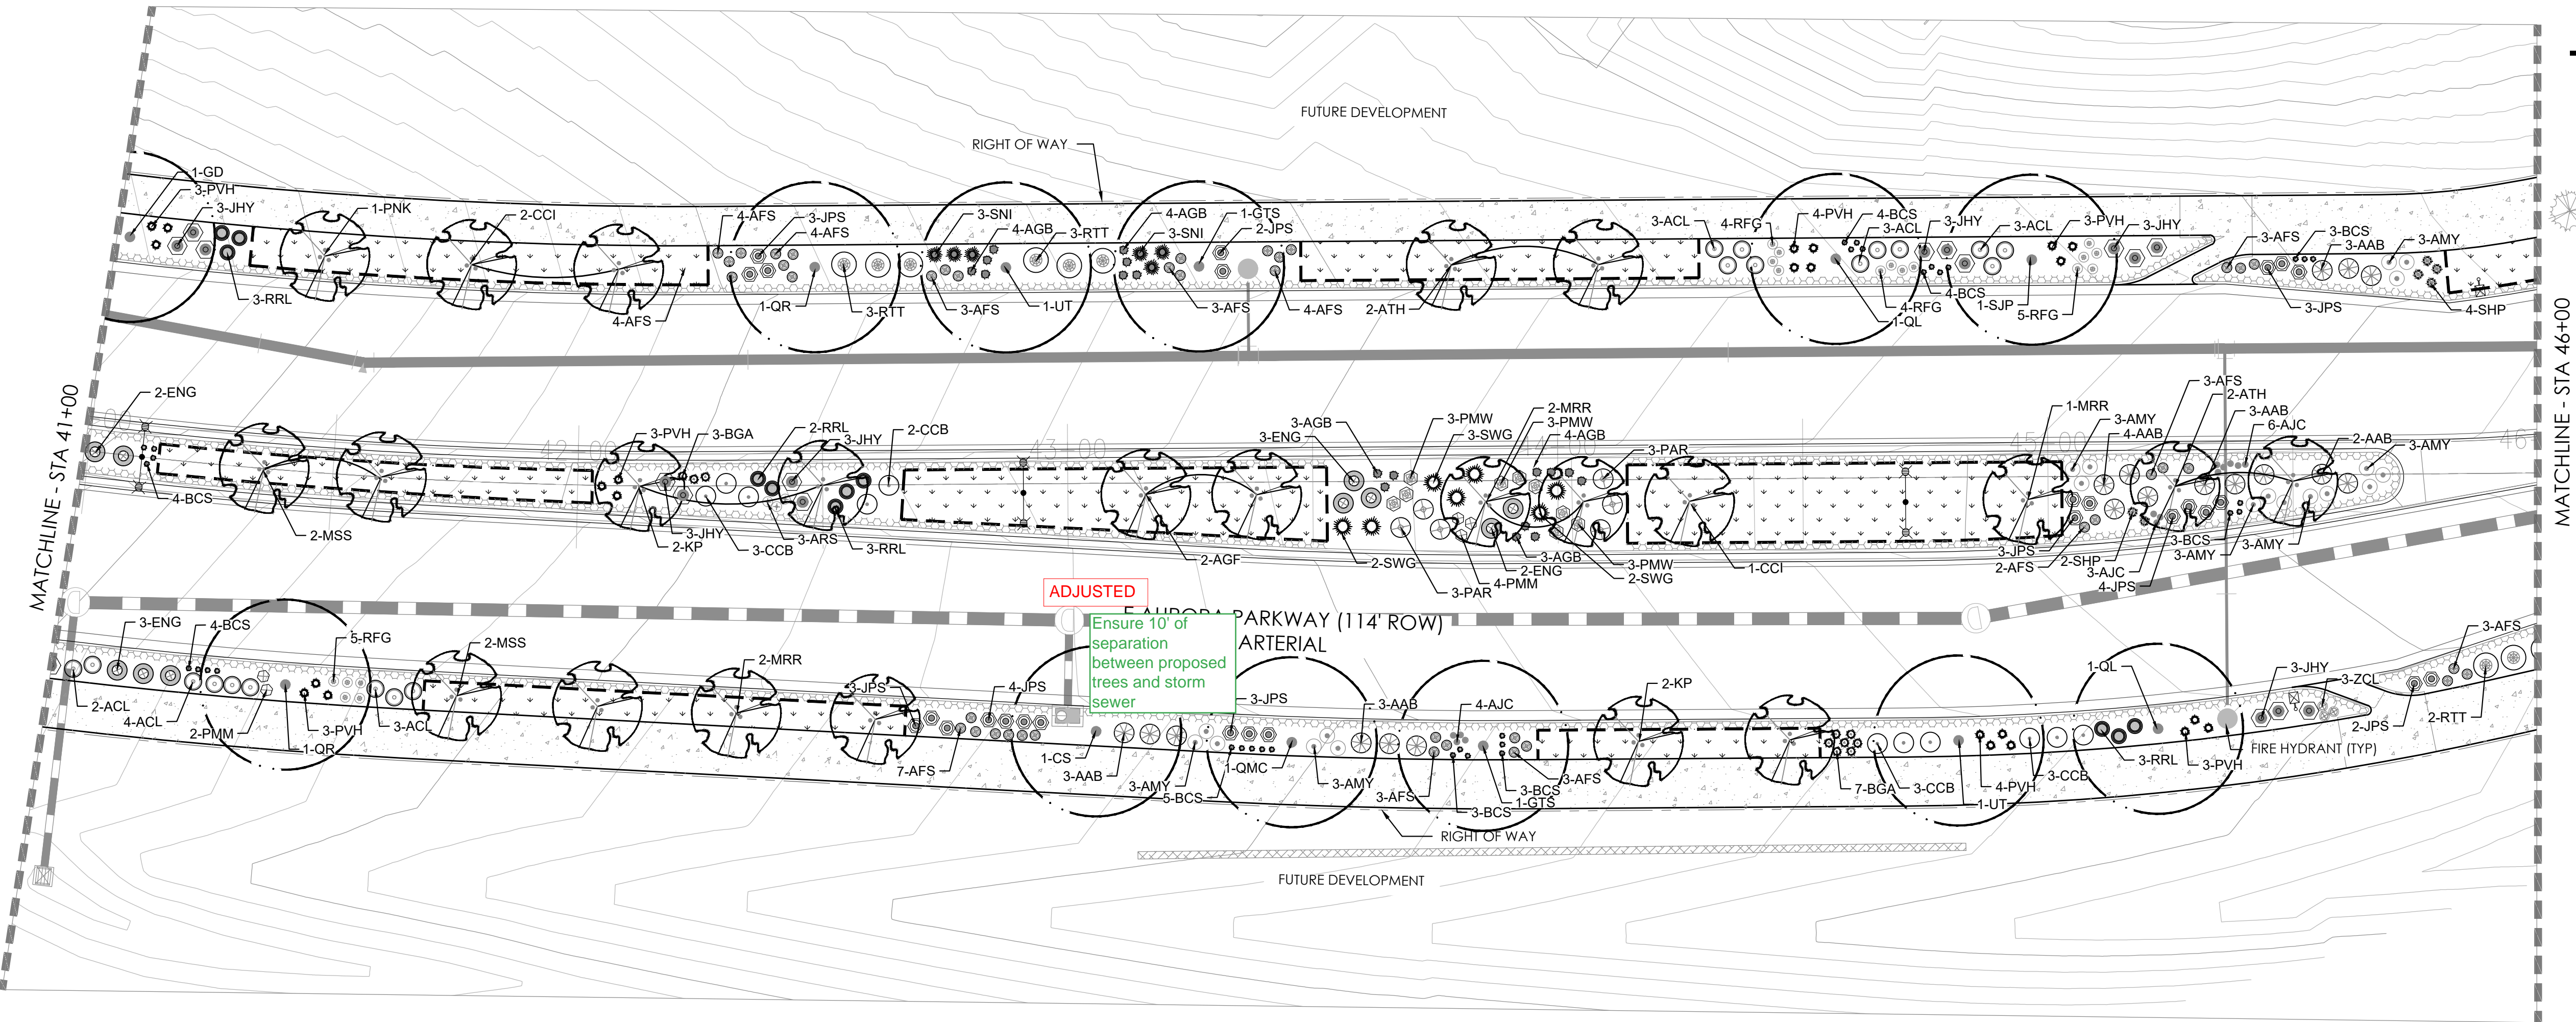 FUTURE DEVELOPMENT
RIGHT OF WAY
1-GD
3-PVH
3-JHY
1-PNK
2-CCI
4-AFS
3-JPS
4-AFS
3-SNI
4-AGB
3-RTT
4-AGB
3-SNI
1-GTS
2-JPS
3-ACL
4-RFG
4-PVH
4-BCS
3-ACL
3-JHY
3-ACL
3-PVH
3-JHY
3-AFS
3-BCS
3-AAB
3-AMY
3-RRL
4-AFS
1-QR
3-RTT
3-AFS
1-UT
3-AFS
4-AFS
2-ATH
4-RFG
1-QL
4-BCS
1-SJP
5-RFG
3-JPS
4-SHP
MATCHLINE - STA 41+00
MATCHLINE - STA 46+00
2-ENG
3-PVH
3-BGA
2-RRL
3-JHY
2-CCB
3-AGB
3-ENG
3-PMW
3-SWG
2-MRR
3-PMW
4-AGB
3-PAR
1-MRR
3-AMY
4-AAB
3-AFS
2-ATH
3-AAB
6-AJC
2-AAB
3-AMY
42+00
43+00
45+00
46
4-BCS
2-MSS
3-JHY
2-KP
3-CCB
3-ARS
3-RRL
2-AGF
2-SWG
3-PAR
4-PMM
2-ENG
3-AGB
3-PMW
2-SWG
1-CCI
3-JPS
2-AFS
2-SHP
3-AJC
4-JPS
3-BCS
3-AMY
3-AMY
ADJUSTED
Ensure 10' of
separation
between proposed
trees and storm
sewer
PARKWAY (114' ROW)
ARTERIAL
3-ENG
4-BCS
5-RFG
2-MSS
2-MRR
3-JPS
4-JPS
3-JPS
3-AAB
4-AJC
2-KP
1-QL
3-JHY
3-ZCL
3-AFS
2-ACL
4-ACL
2-PMM
1-QR
3-PVH
3-ACL
7-AFS
1-CS
3-AAB
3-AMY
5-BCS
1-QMC
3-AMY
3-AFS
3-BCS
1-GTS
3-BCS
3-AFS
7-BGA
3-CCB
1-UT
4-PVH
3-CCB
3-RRL
3-PVH
FIRE HYDRANT (TYP)
2-JPS
2-RTT
RIGHT OF WAY
FUTURE DEVELOPMENT